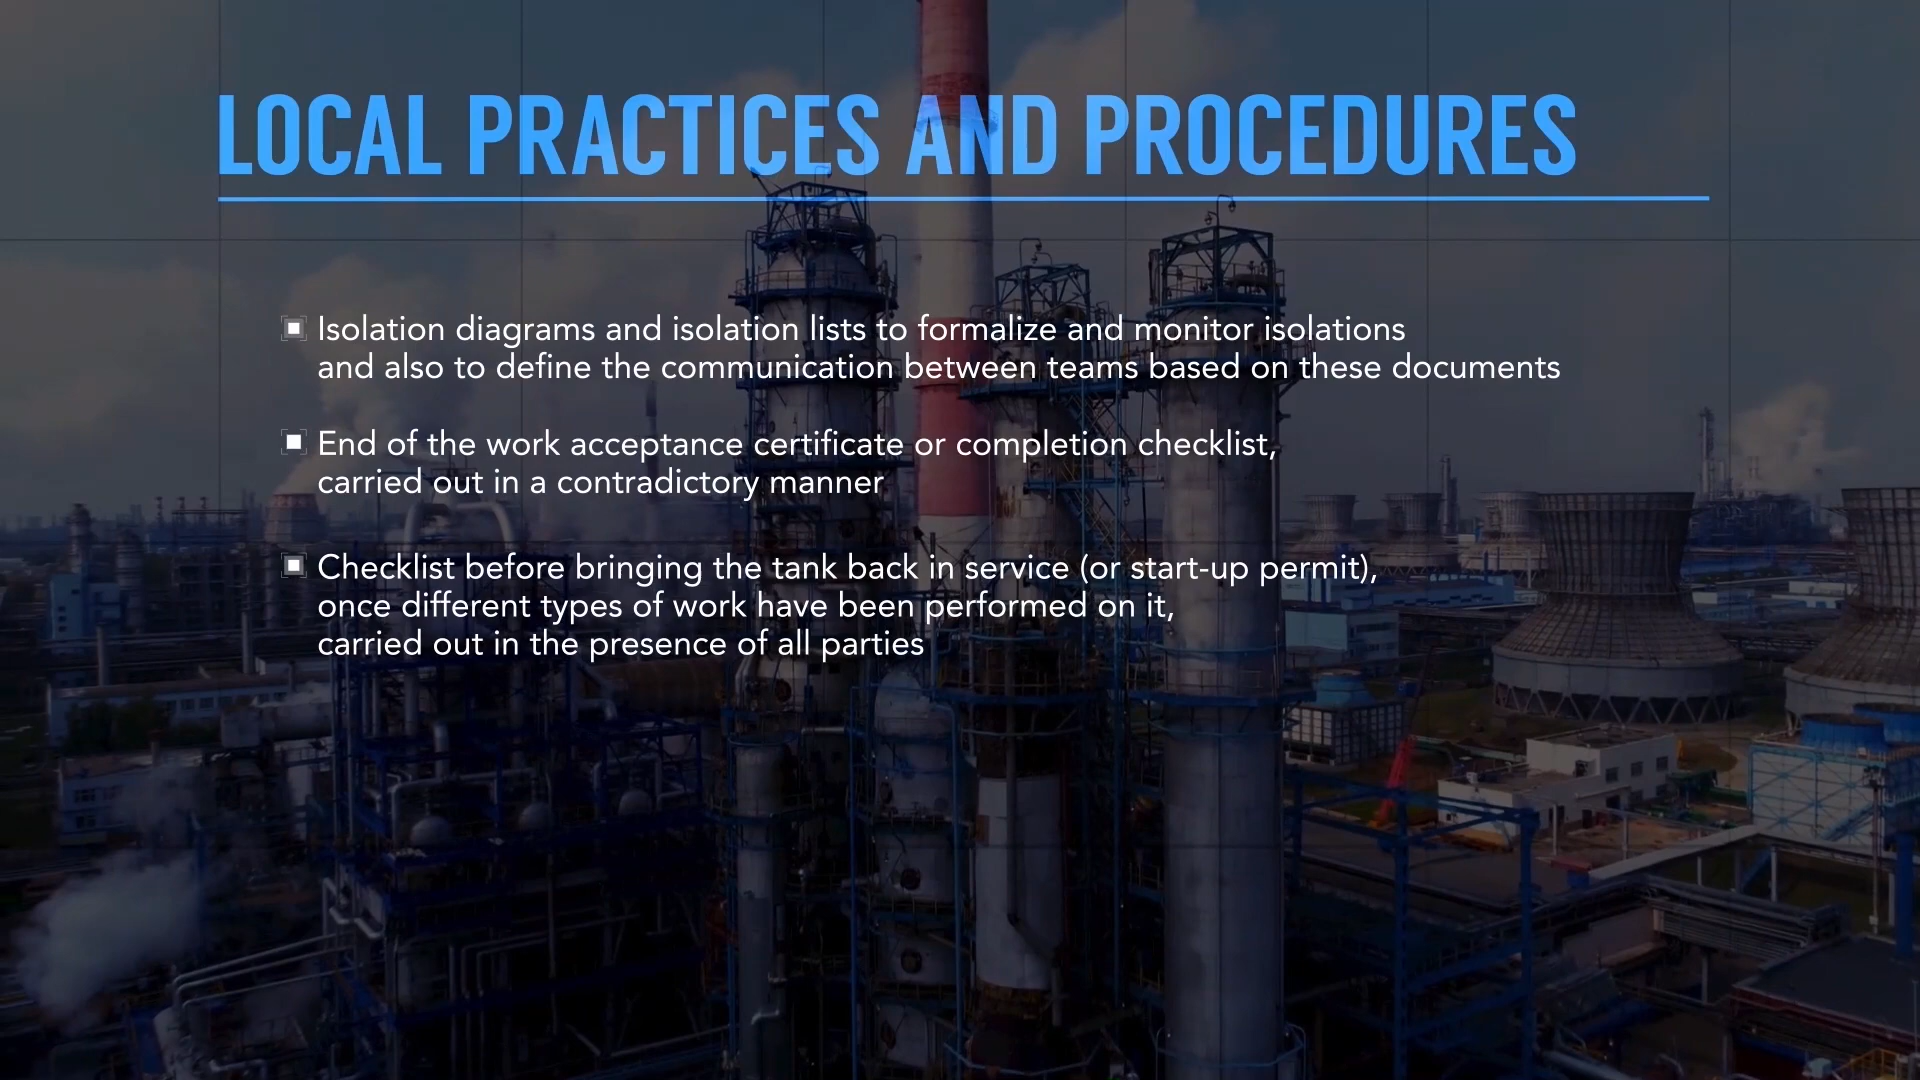 LOCAL PRACTICES AND PROCEDURES
Isolation diagrams and isolation lists to formalize and monitor isolations
and also to define the communication between teams based on these documents
End of the work acceptance certificate or completion checklist,
carried out in a contradictory manner
Checklist before bringing the tank back in service (or start-up permit),
once different types of work have been performed on it,
carried out in the presence of all parties